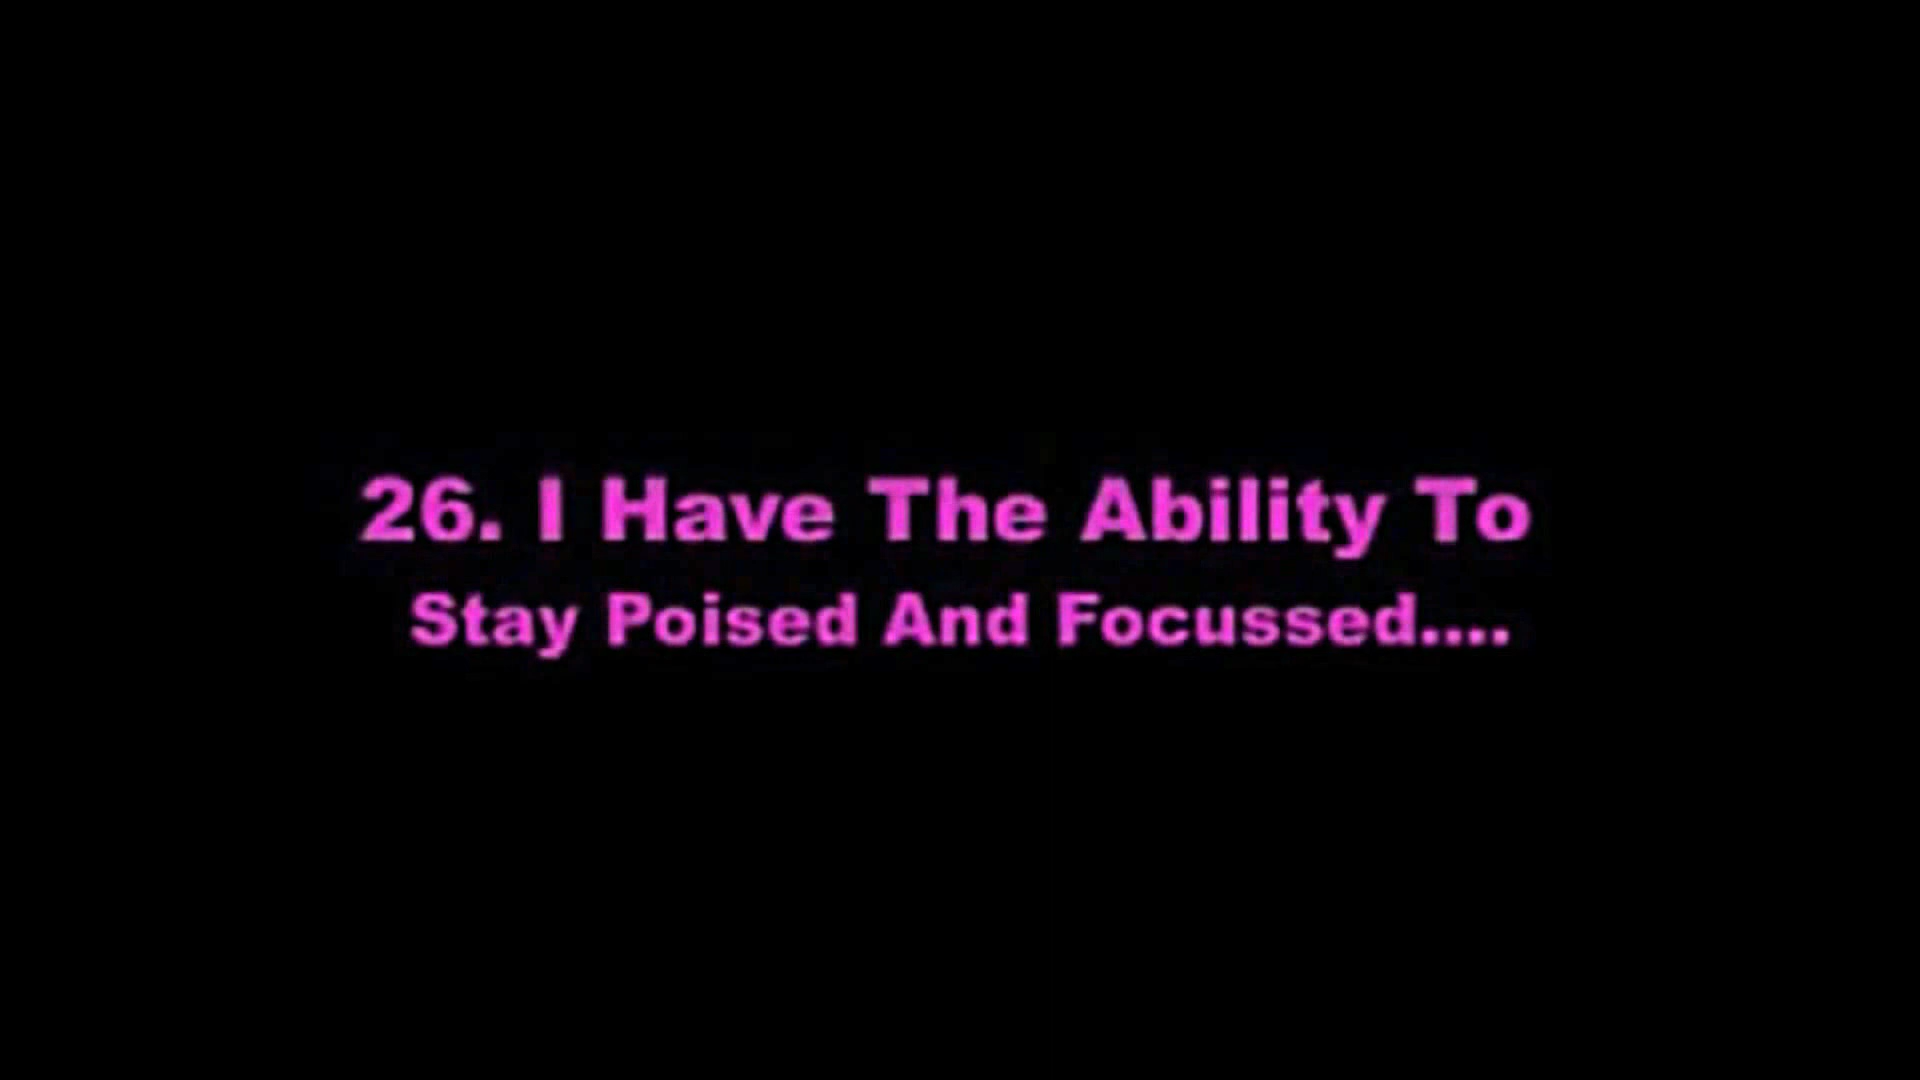 26. I Have The Ability To
Stay Poised And Focussed....